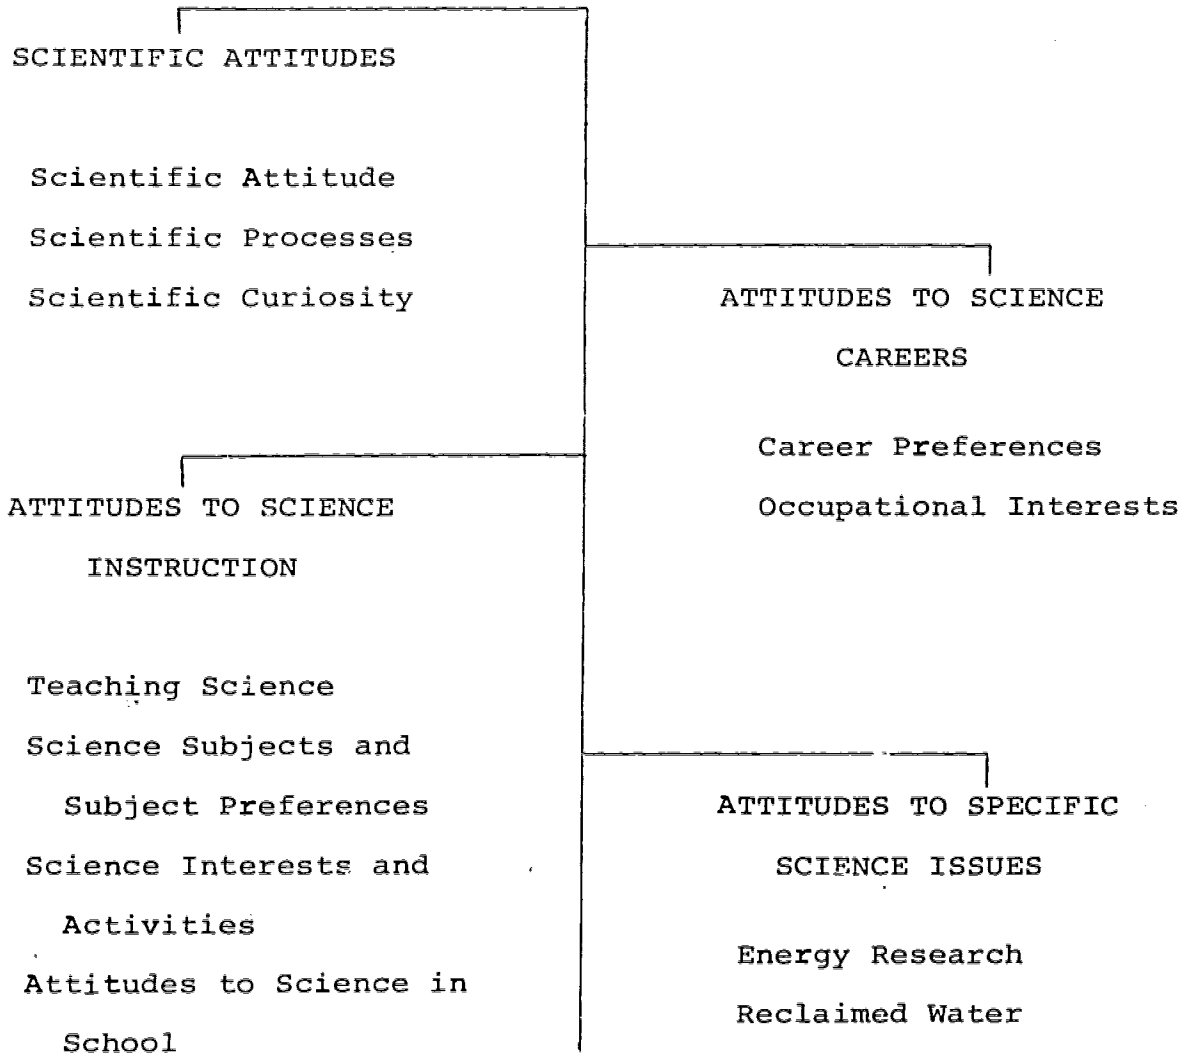 SCIENTIFIC ATTITUDES
Scientific Attitude
Scientific Processes
Scientific Curiosity
ATTITUDES TO SCIENCE
CAREERS
Career Preferences
Occupational Interests
ATTITUDES TO SCIENCE
INSTRUCTION
Teaching Science
Science Subjects and
Subject Preferences
Science Interests and
Activities
Attitudes to Science in
School
ATTITUDES TO SPECIFIC
SCIENCE ISSUES
Energy Research
Reclaimed Water